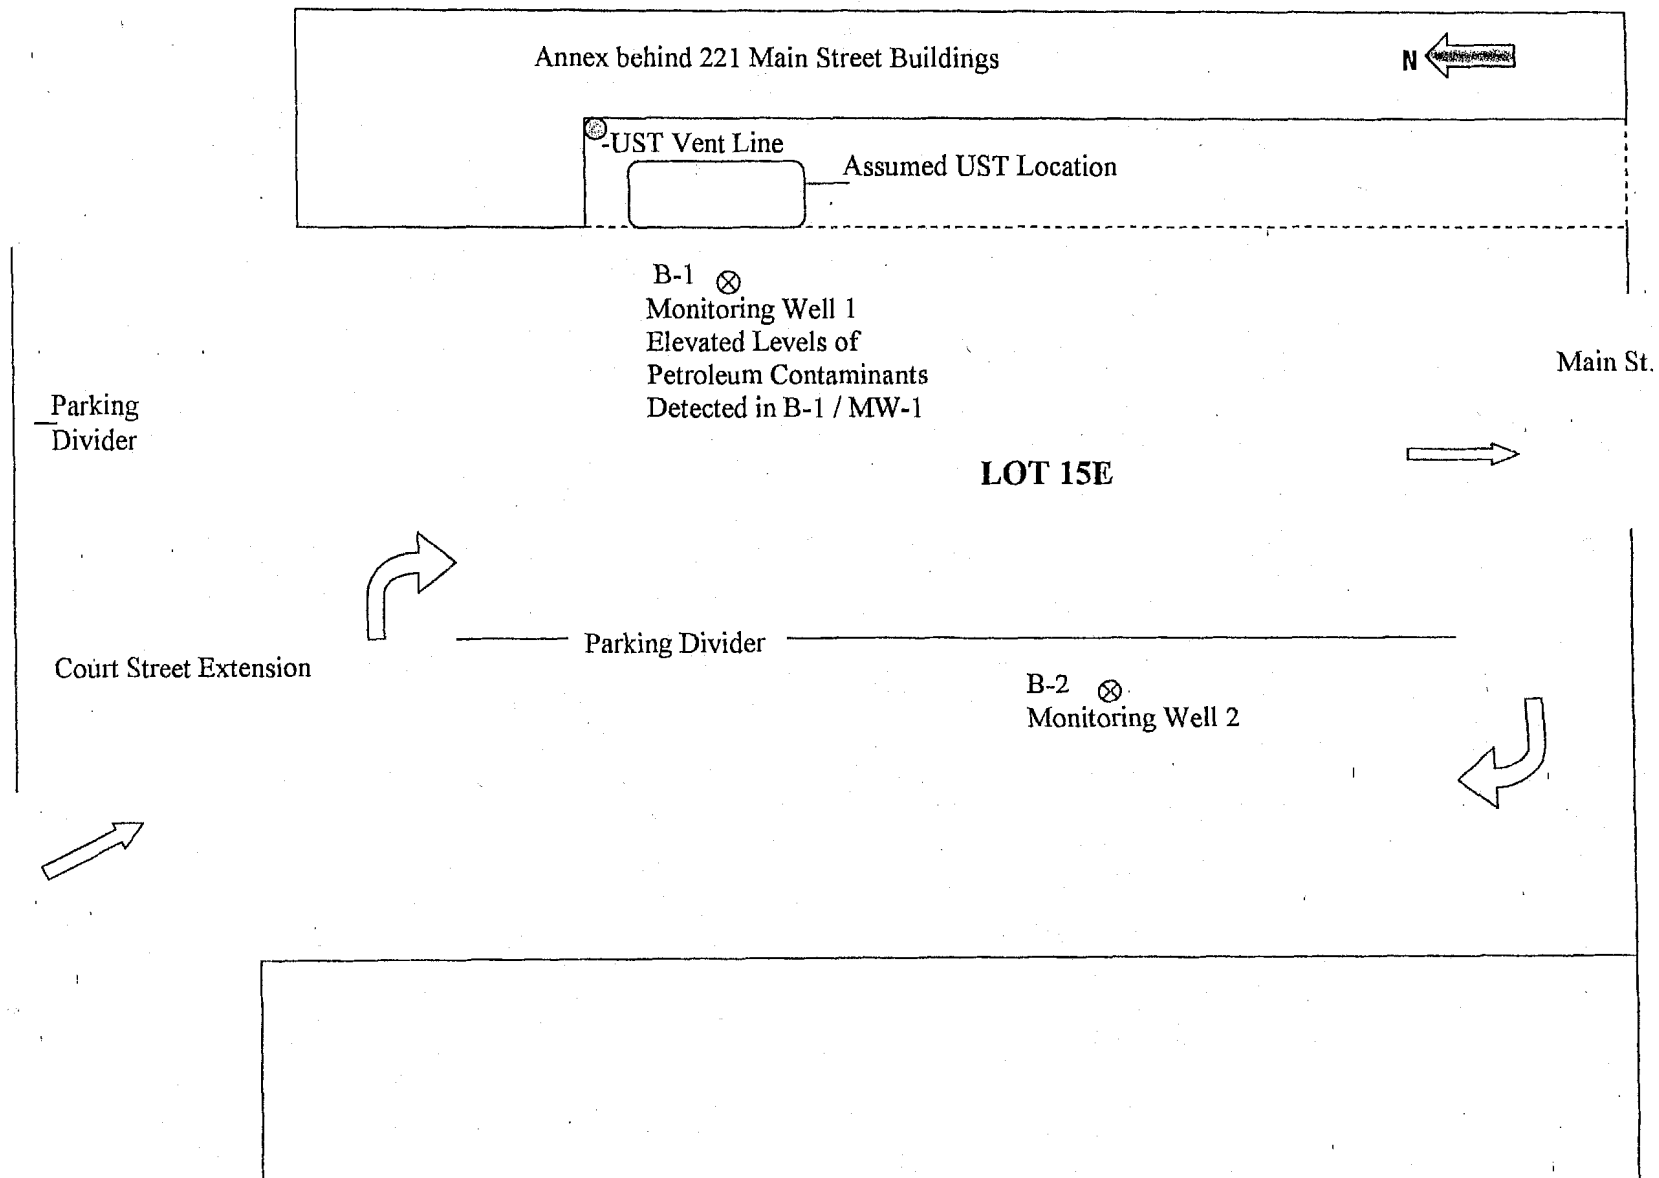 Annex behind 221 Main Street Buildings
N
-UST Vent Line
Assumed UST Location
B-1
Monitoring Well 1
Elevated Levels of
Petroleum Contaminants
Detected in B-1 / MW-1
Main St.
Parking
Divider
LOT 15E
Parking Divider
Court Street Extension
B-2
Monitoring Well 2